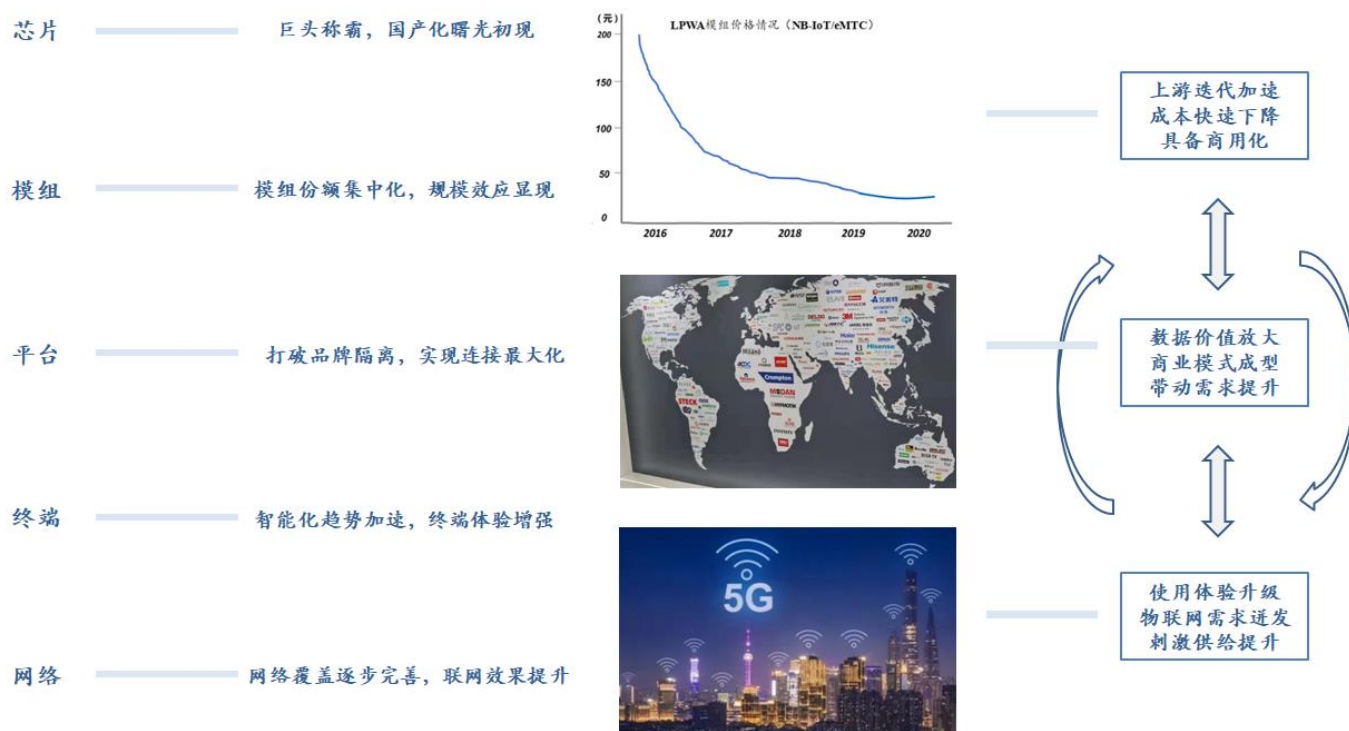 芯片
巨头称霸，国产化曙光初现
模组
模组份额集中化，规模效应显现
平台
打破品牌隔离，实现连接最大化
终端
智能化趋势加速，终端体验增强
网络
网络覆盖逐步完善，联网效果提升
(元)
LPWA模组价格情况（NB-IoT/eMTC）
200
150
100
50
0
2016 2017 2018 2019 2020
Crompton
MEDAN
STECK
3M
Haier
Hisense
5G
上游迭代加速
成本快速下降
具备商用化
数据价值放大
商业模式成型
带动需求提升
使用体验升级
物联网需求迸发
刺激供给提升